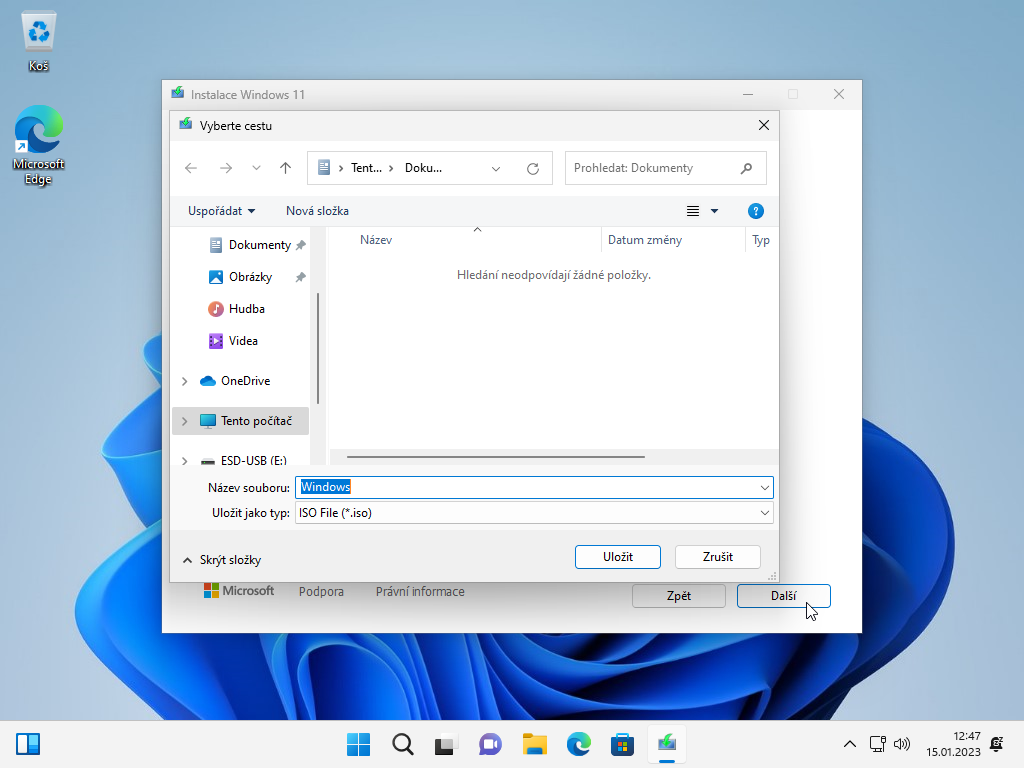 Koš
Microsoft
Edge
Instalace Windows 11
Vyberte cestu
Tent...
Doku...
Prohledat: Dokumenty
Uspořádat
Nová složka
?
Název
Datum změny
Typ
Dokumenty
Hledání neodpovídají žádné položky.
Obrázky
Hudba
Videa
OneDrive
Tento počítač
ESD-USB (E:)
Název souboru:
Windows
Uložit jako typ:
ISO File (*.iso)
Skrýt složky
Uložit
Zrušit
Microsoft
Podpora
Právní informace
Zpět
Další
12:47
15.01.2023